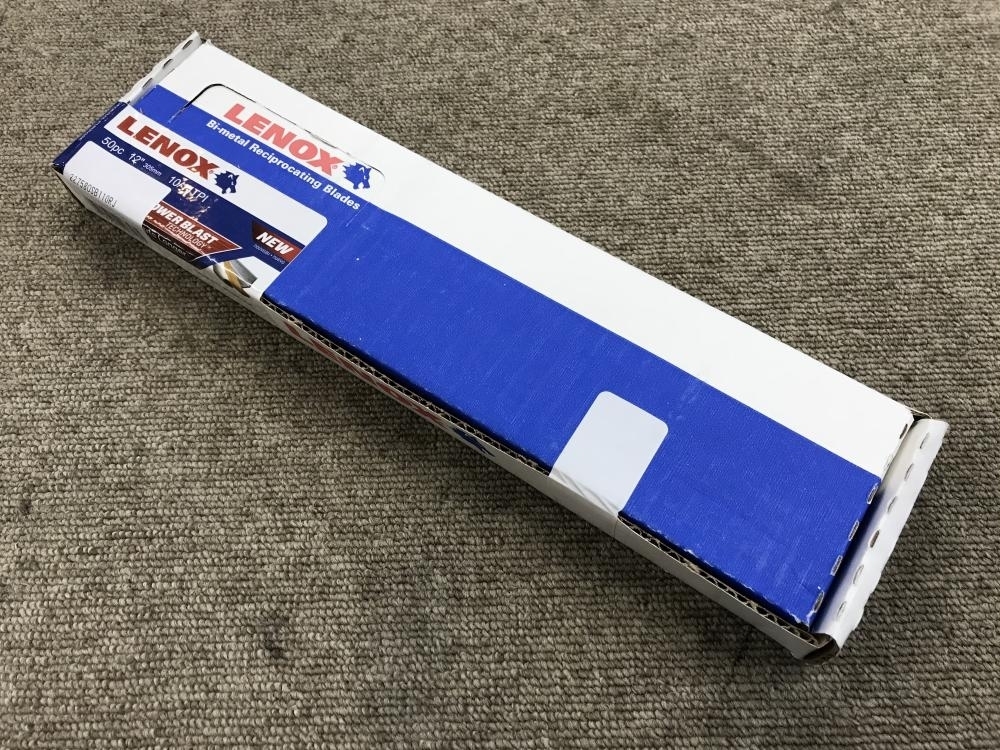 LENOX
Bi-metal Reciprocating Blades
LENOX
50pc 12" 305mm
TPI
POWER BLAST
TECHNOLOGY
NEW